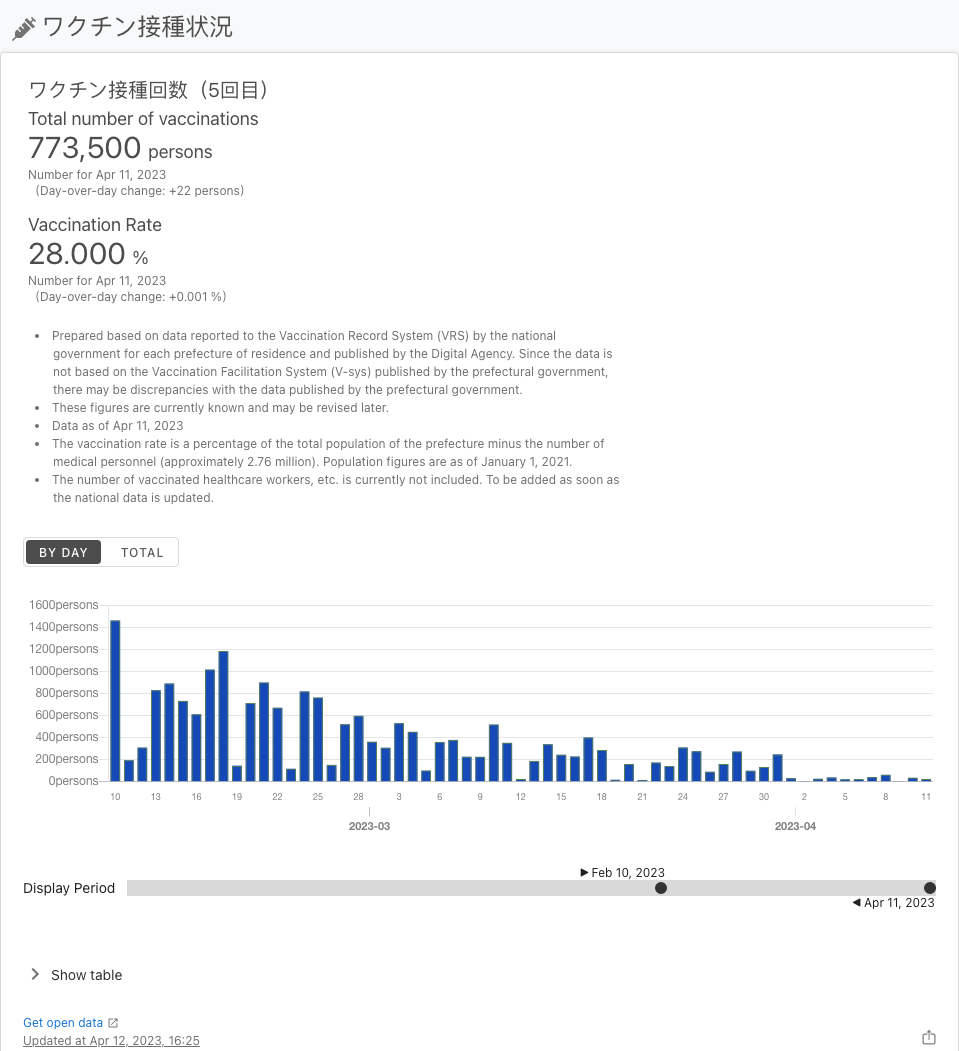 ワクチン接種状況
ワクチン接種回数（5回目）
Total number of vaccinations
773,500 persons
Number for Apr 11, 2023
(Day-over-day change: +22 persons)
Vaccination Rate
28.000 %
Number for Apr 11, 2023
(Day-over-day change: +0.001 %)
• Prepared based on data reported to the Vaccination Record System (VRS) by the national
government for each prefecture of residence and published by the Digital Agency. Since the data is
not based on the Vaccination Facilitation System (V-sys) published by the prefectural government,
there may be discrepancies with the data published by the prefectural government.
• These figures are currently known and may be revised later.
• Data as of Apr 11, 2023
• The vaccination rate is a percentage of the total population of the prefecture minus the number of
medical personnel (approximately 2.76 million). Population figures are as of January 1, 2021.
• The number of vaccinated healthcare workers, etc. is currently not included. To be added as soon as
the national data is updated.
BY DAY TOTAL
1600persons
1400persons
1200persons
1000persons
800persons
600persons
400persons
200persons
0persons
10 13 16 19 22 25 28 3 6 9 12 15 18 21 24 27 30 2 5 8 11
2023-03 2023-04
Feb 10, 2023
Display Period
Apr 11, 2023
Show table
Get open data
Updated at Apr 12, 2023, 16:25